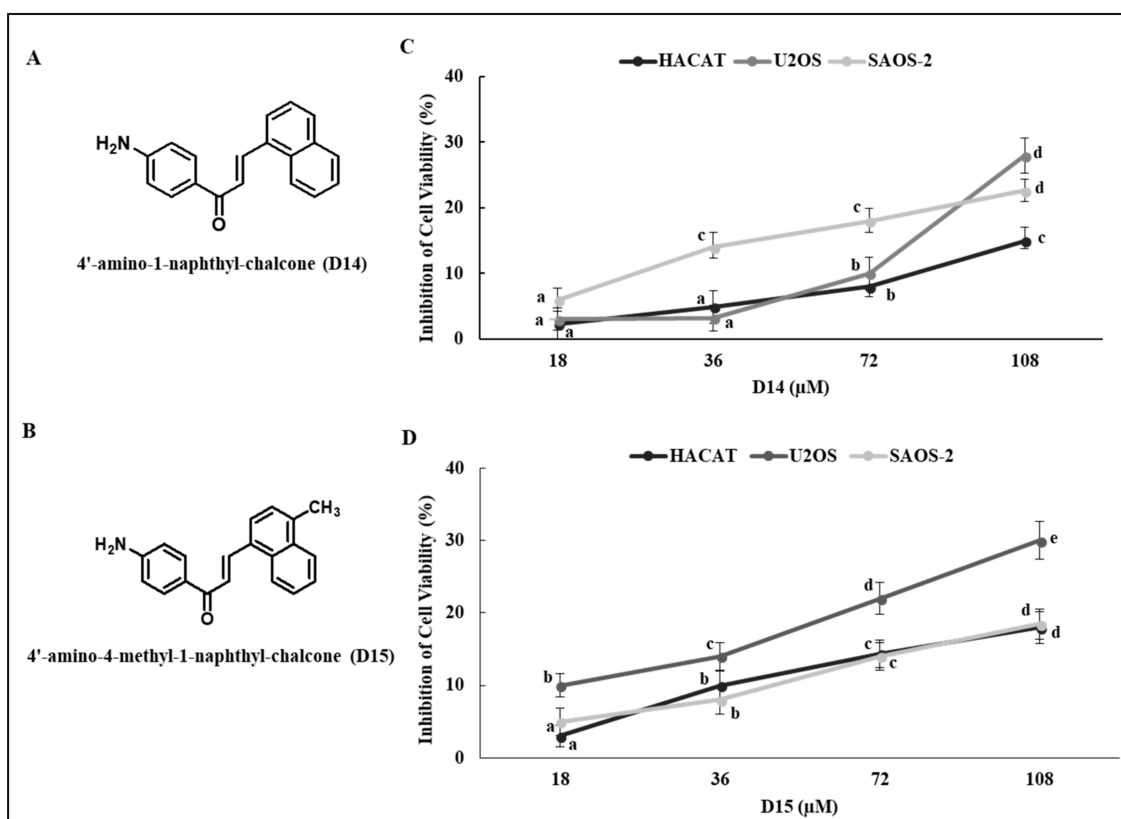 A
H₂N
O
4'-amino-1-naphthyl-chalcone (D14)
C
HACAT U2OS SAOS-2
Inhibition of Cell Viability (%)
40
30
20
10
0
a
a
a
c
a
a
c
b
b
d
d
c
18 36 72 108
D14 (µM)
B
CH₃
H₂N
O
4'-amino-4-methyl-1-naphthyl-chalcone (D15)
D
HACAT U2OS SAOS-2
Inhibition of Cell Viability (%)
40
30
20
10
0
b
a
a
c
b
b
d
c
c
e
d
d
18 36 72 108
D15 (µM)